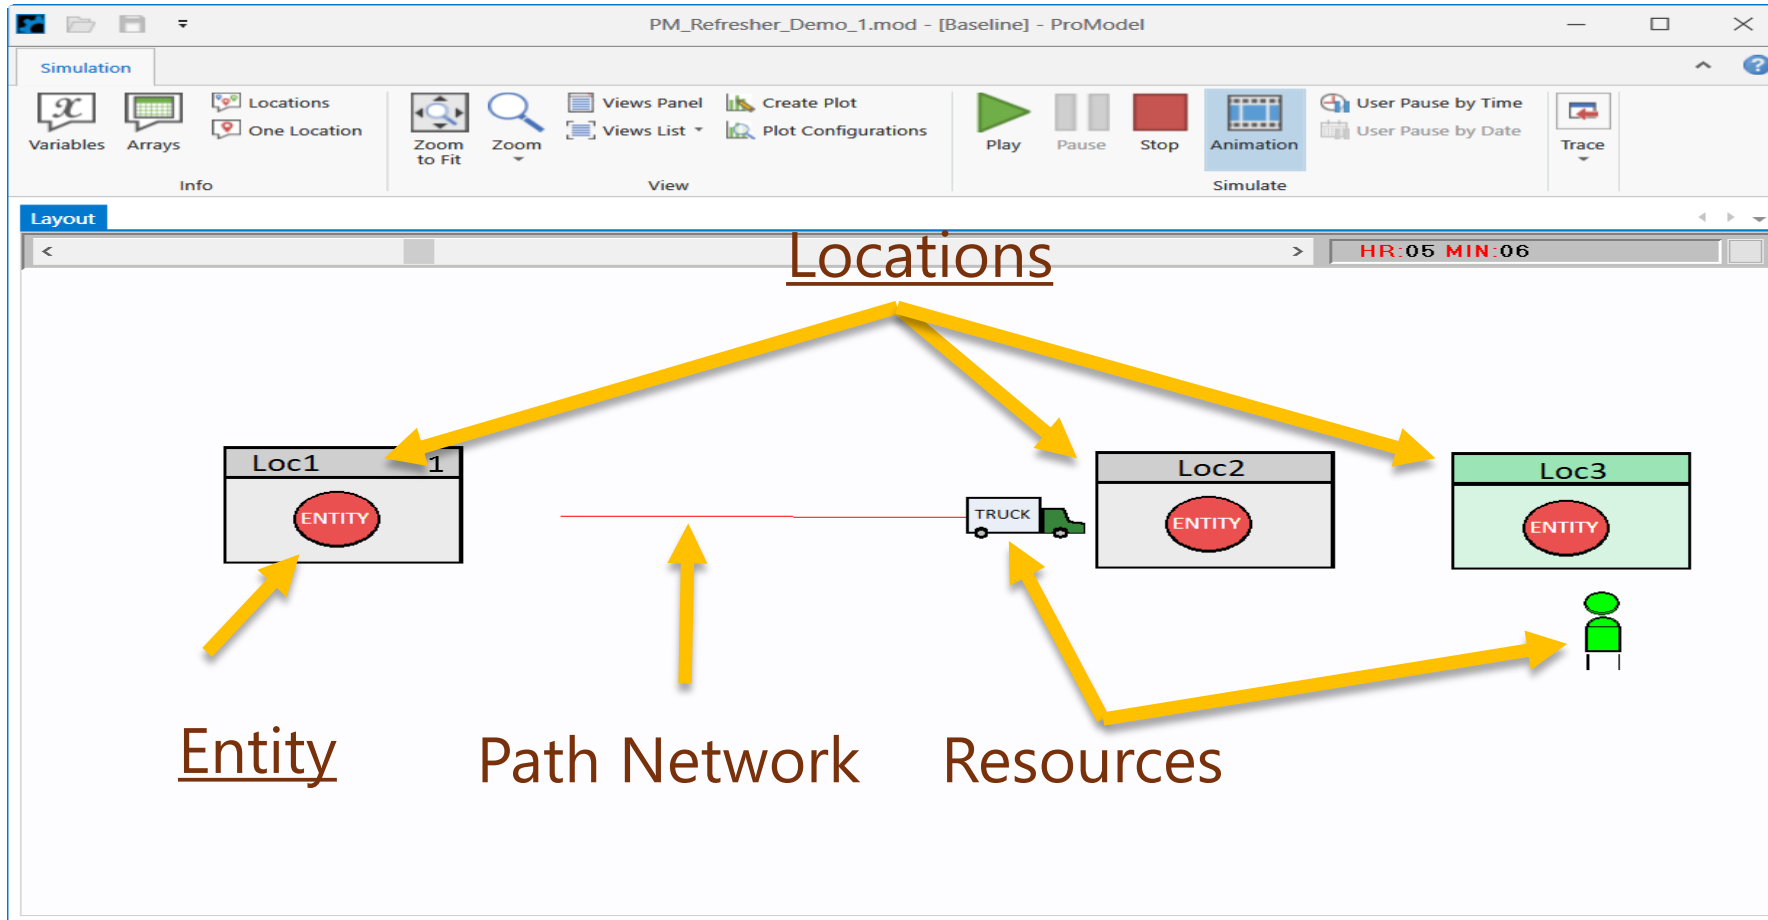 PM_Refresher_Demo_1.mod - [Baseline] - ProModel
Simulation
Variables
Arrays
Locations
One Location
Info
Zoom to Fit
Zoom
Views Panel
Views List
Create Plot
Plot Configurations
View
Play
Pause
Stop
Animation
User Pause by Time
User Pause by Date
Simulate
Trace
Layout
HR:05 MIN:06
Locations
Loc1 1
ENTITY
TRUCK
Loc2
ENTITY
Loc3
ENTITY
Entity
Path Network
Resources